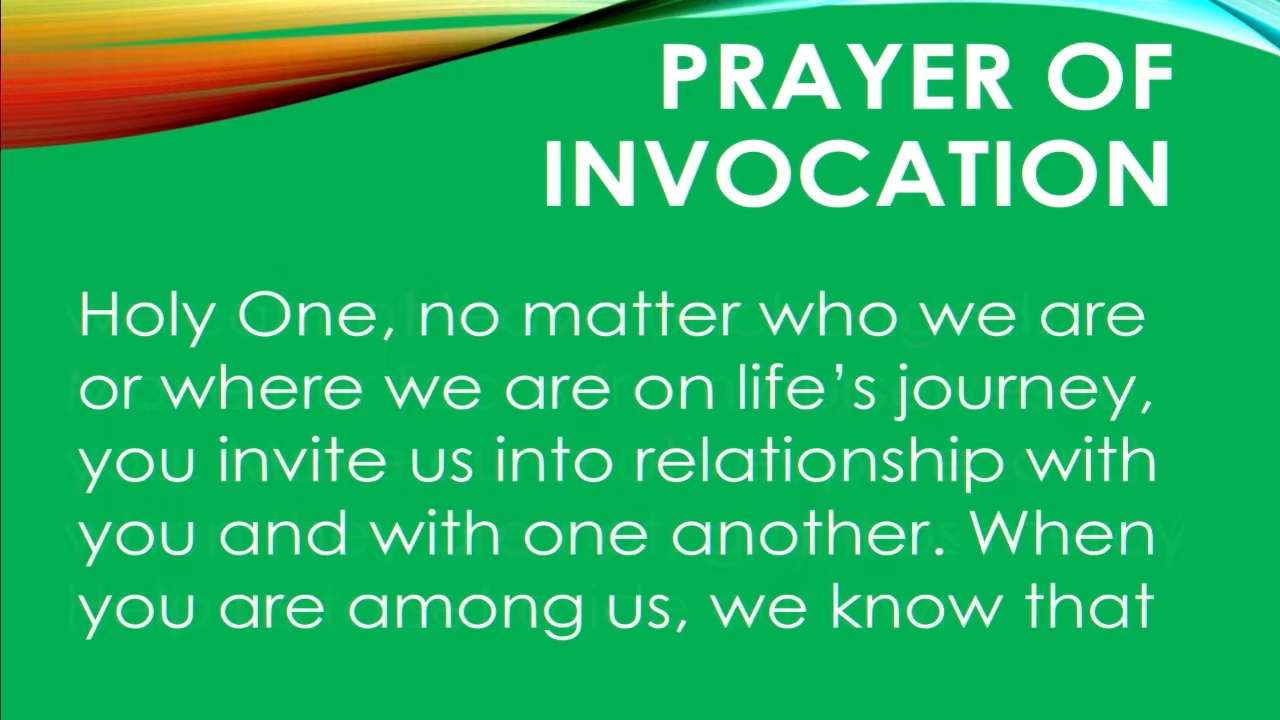 PRAYER OF
INVOCATION
Holy One, no matter who we are
or where we are on life’s journey,
you invite us into relationship with
you and with one another. When
you are among us, we know that